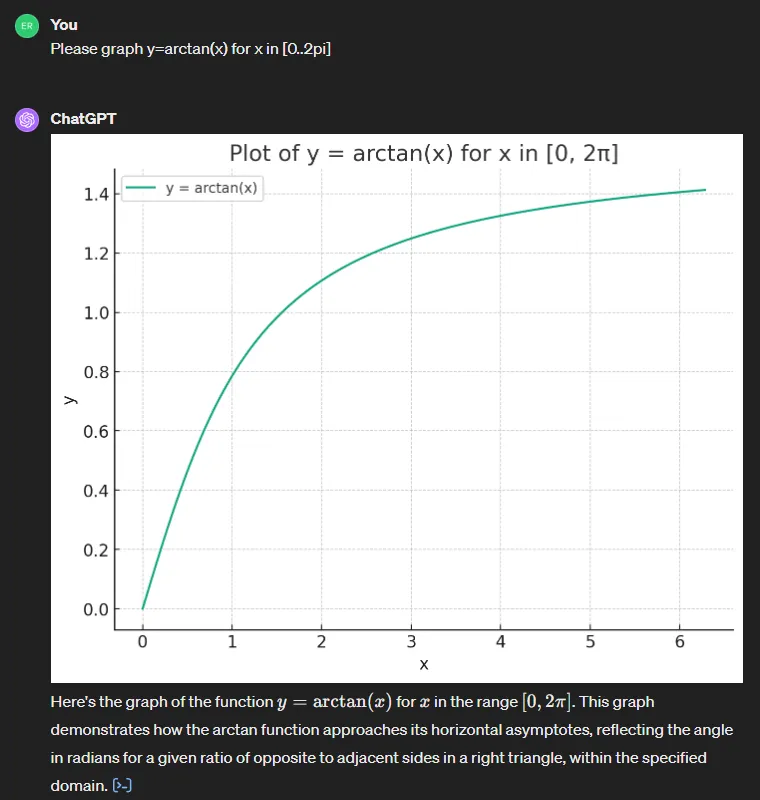 ER You
Please graph y=arctan(x) for x in [0..2pi]
ChatGPT
Plot of y = arctan(x) for x in [0, 2π]
y = arctan(x)
1.4
1.2
1.0
0.8
0.6
0.4
0.2
0.0
y
0 1 2 3 4 5 6
x
Here's the graph of the function y = arctan(x) for x in the range [0, 2π]. This graph
demonstrates how the arctan function approaches its horizontal asymptotes, reflecting the angle
in radians for a given ratio of opposite to adjacent sides in a right triangle, within the specified
domain. [>-]